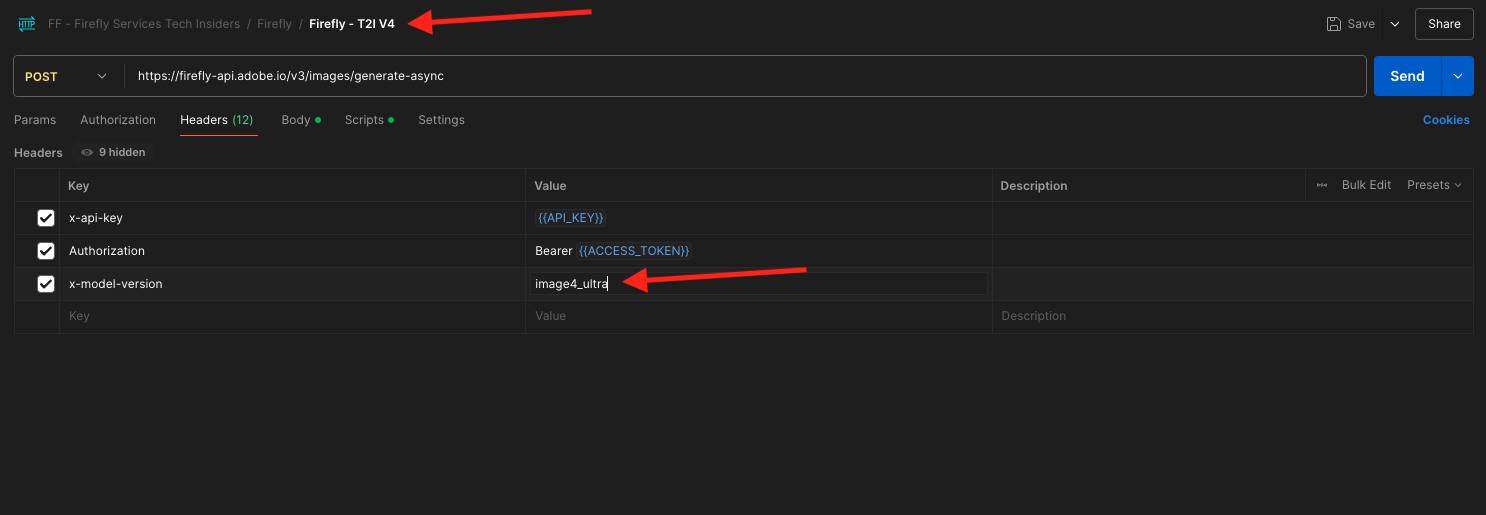 HTTP FF - Firefly Services Tech Insiders / Firefly / Firefly - T2I V4 Save Share
POST https://firefly-api.adobe.io/v3/images/generate-async Send
Params Authorization Headers (12) Body Scripts Settings Cookies
Headers 9 hidden
Key Value Description Bulk Edit Presets
x-api-key {{API_KEY}}
Authorization Bearer {{ACCESS_TOKEN}}
x-model-version image4_ultra
Key Value Description